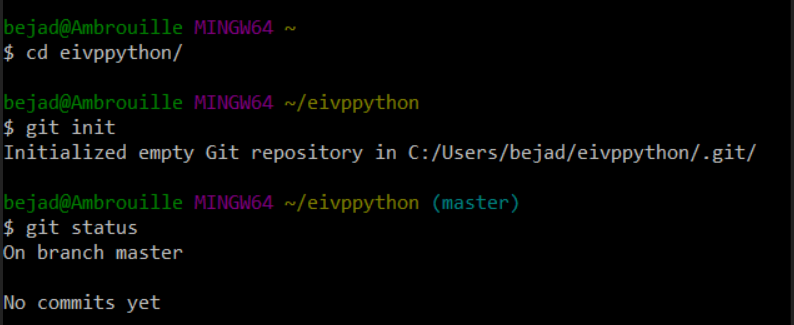 bejad@Ambrouille MINGW64 ~
$ cd eivppython/
bejad@Ambrouille MINGW64 ~/eivppython
$ git init
Initialized empty Git repository in C:/Users/bejad/eivppython/.git/
bejad@Ambrouille MINGW64 ~/eivppython (master)
$ git status
On branch master
No commits yet